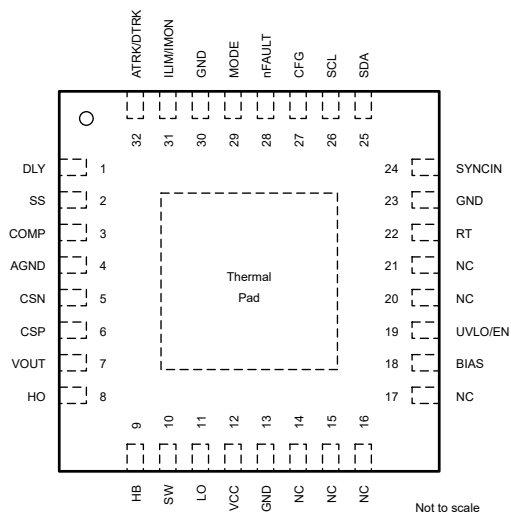 ATRK/DTRK
ILIM/IMON
GND
MODE
nFAULT
CFG
SCL
SDA
32
31
30
29
28
27
26
25
DLY 1
SS 2
COMP 3
AGND 4
CSN 5
CSP 6
VOUT 7
HO 8
Thermal
Pad
24 SYNCIN
23 GND
22 RT
21 NC
20 NC
19 UVLO/EN
18 BIAS
17 NC
9
10
11
12
13
14
15
16
HB
SW
LO
VCC
GND
NC
NC
NC
Not to scale